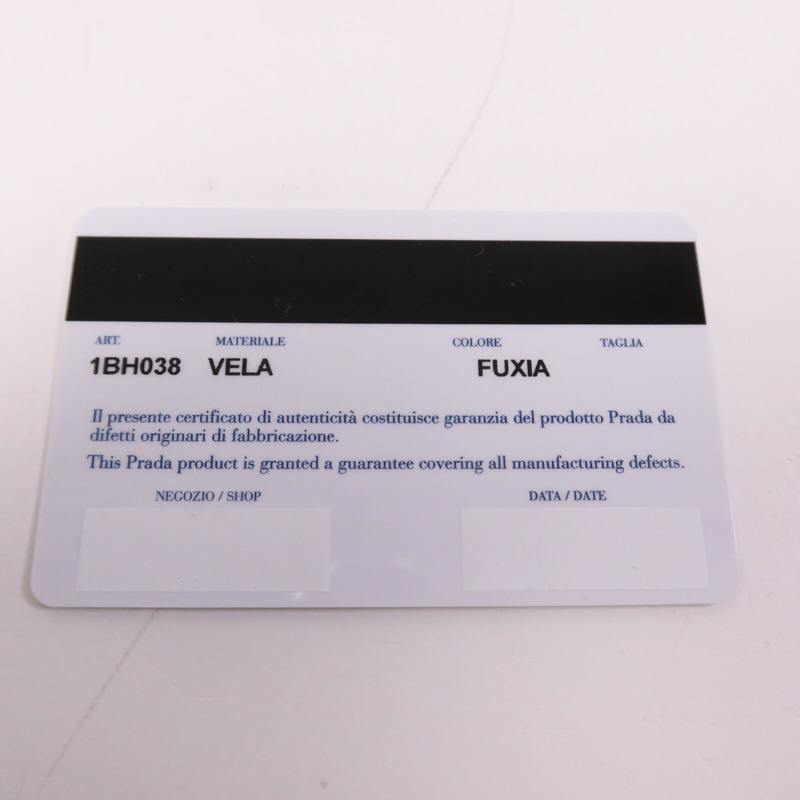 ART. MATERIALE COLORE TAGLIA
1BH038 VELA FUXIA
Il presente certificato di autenticità costituisce garanzia del prodotto Prada da
difetti originari di fabbricazione.
This Prada product is granted a guarantee covering all manufacturing defects.
NEGOZIO / SHOP DATA / DATE